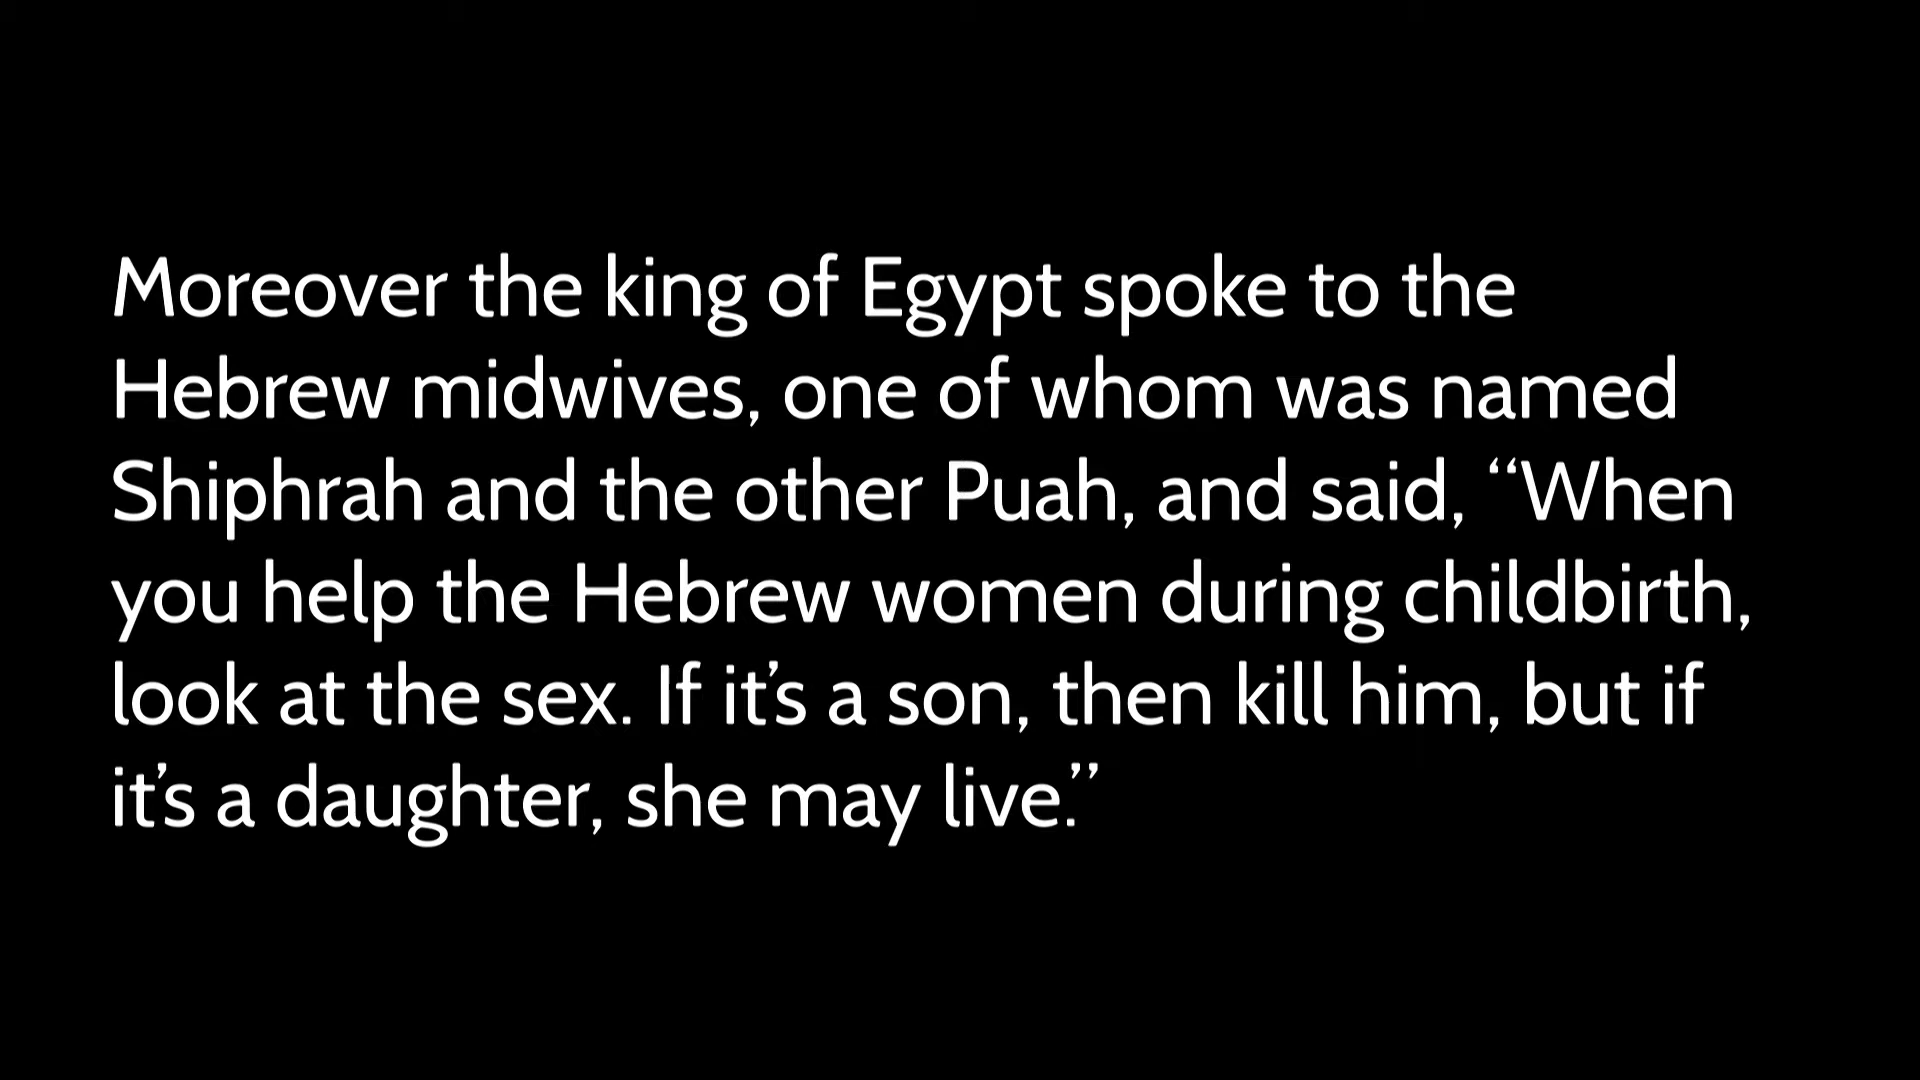 Moreover the king of Egypt spoke to the
Hebrew midwives, one of whom was named
Shiphrah and the other Puah, and said, “When
you help the Hebrew women during childbirth,
look at the sex. If it’s a son, then kill him, but if
it’s a daughter, she may live.”